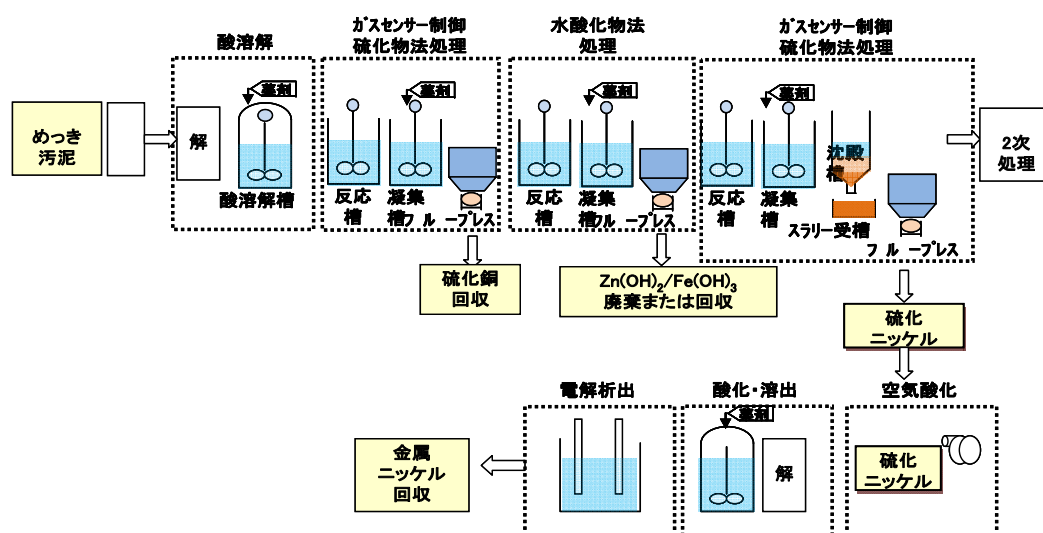 酸溶解
ガスセンサー制御
硫化物法処理
水酸化物法
処理
ガスセンサー制御
硫化物法処理
めっき
汚泥
解
薬剤
酸溶解槽
薬剤
反応
槽
凝集
槽
フル ープレス
薬剤
反応
槽
凝集
槽
フル ープレス
薬剤
反応
槽
凝集
槽
沈殿
槽
スラリー受槽
フ ル ープレス
2次
処理
硫化銅
回収
Zn(OH)2/Fe(OH)3
廃棄または回収
硫化
ニッケル
電解析出
酸化・溶出
空気酸化
金属
ニッケル
回収
薬剤
解
硫化
ニッケル